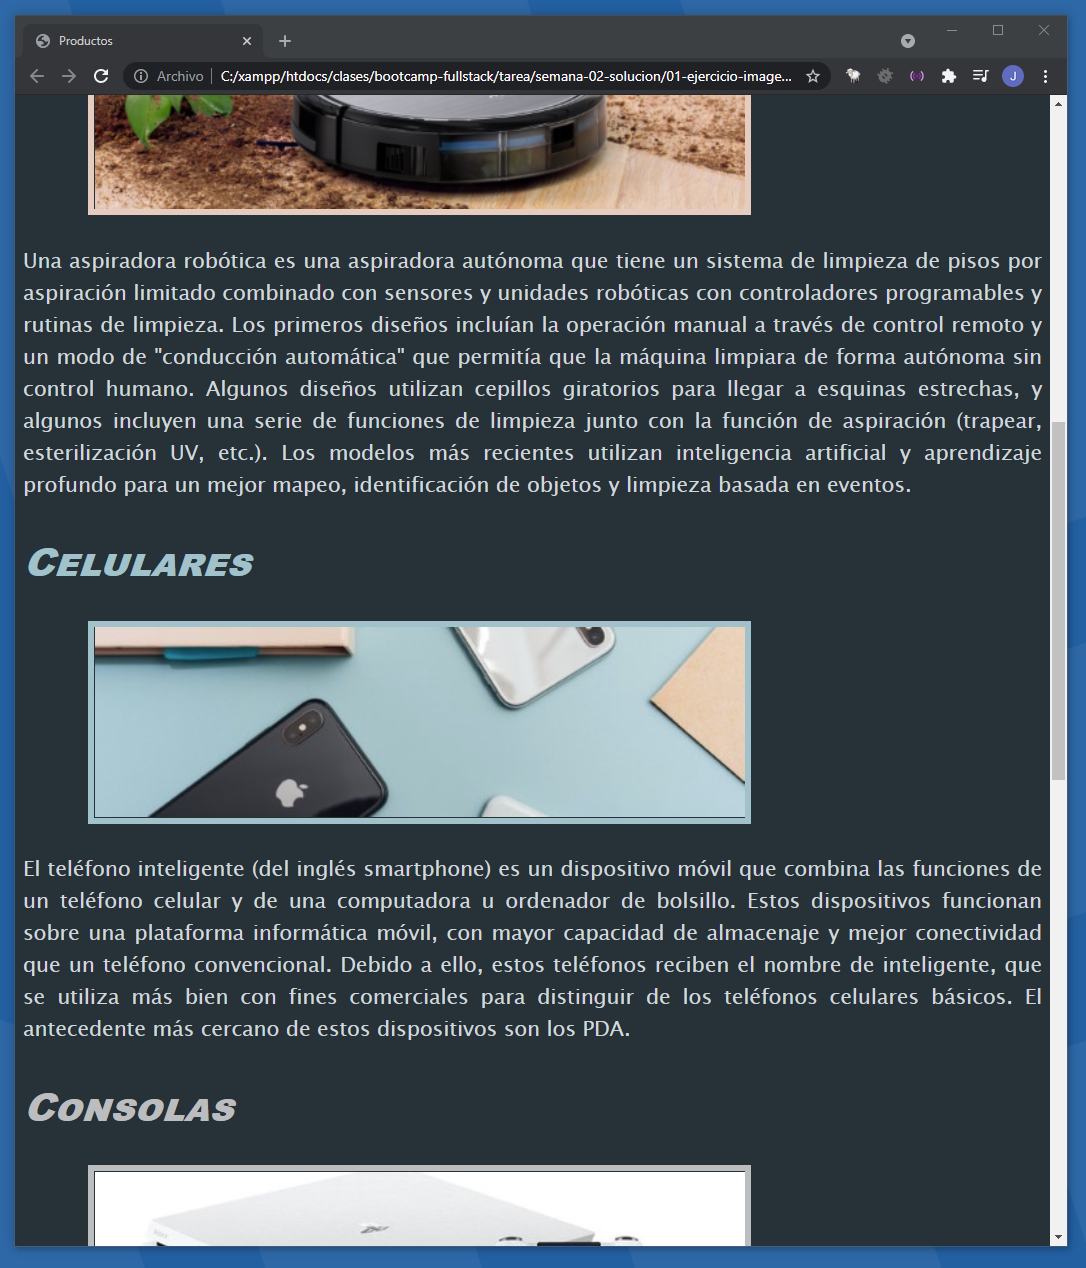 Productos
Archivo | C:/xampp/htdocs/clases/bootcamp-fullstack/tarea/semana-02-solucion/01-ejercicio-image...
J
Una aspiradora robótica es una aspiradora autónoma que tiene un sistema de limpieza de pisos por
aspiración limitado combinado con sensores y unidades robóticas con controladores programables y
rutinas de limpieza. Los primeros diseños incluían la operación manual a través de control remoto y
un modo de "conducción automática" que permitía que la máquina limpiara de forma autónoma sin
control humano. Algunos diseños utilizan cepillos giratorios para llegar a esquinas estrechas, y
algunos incluyen una serie de funciones de limpieza junto con la función de aspiración (trapear,
esterilización UV, etc.). Los modelos más recientes utilizan inteligencia artificial y aprendizaje
profundo para un mejor mapeo, identificación de objetos y limpieza basada en eventos.
Celulares
El teléfono inteligente (del inglés smartphone) es un dispositivo móvil que combina las funciones de
un teléfono celular y de una computadora u ordenador de bolsillo. Estos dispositivos funcionan
sobre una plataforma informática móvil, con mayor capacidad de almacenaje y mejor conectividad
que un teléfono convencional. Debido a ello, estos teléfonos reciben el nombre de inteligente, que
se utiliza más bien con fines comerciales para distinguir de los teléfonos celulares básicos. El
antecedente más cercano de estos dispositivos son los PDA.
Consolas